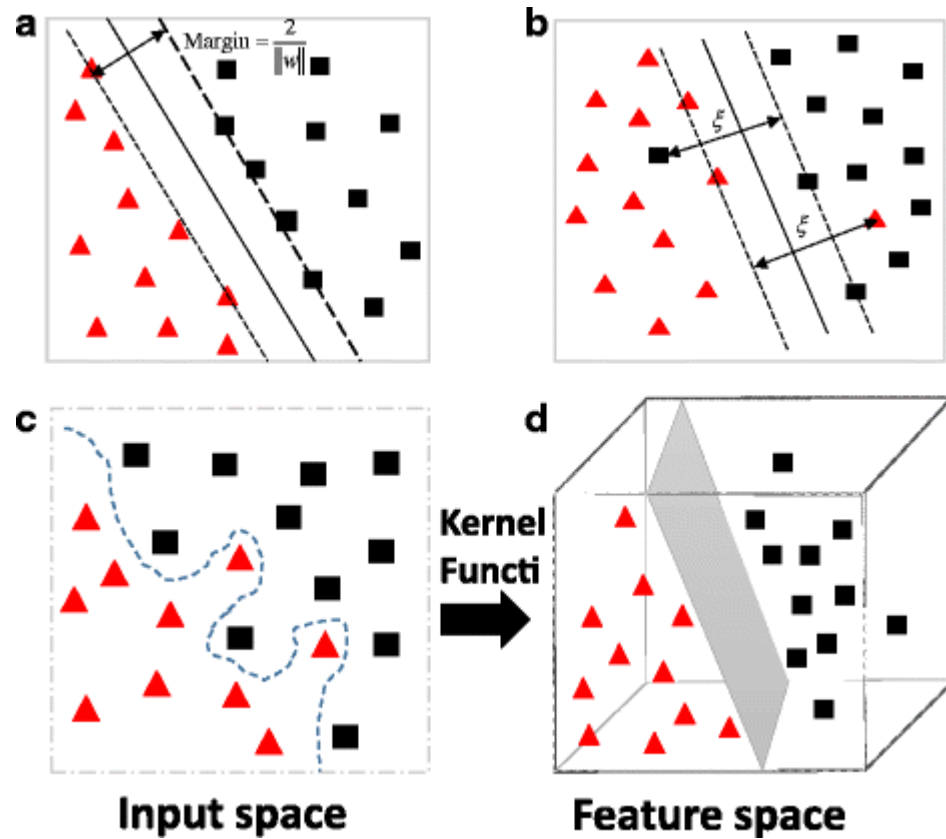 a
Margin = 2
‖w‖
b
ξ
ξ
c
Kernel
Functi
d
Input space
Feature space